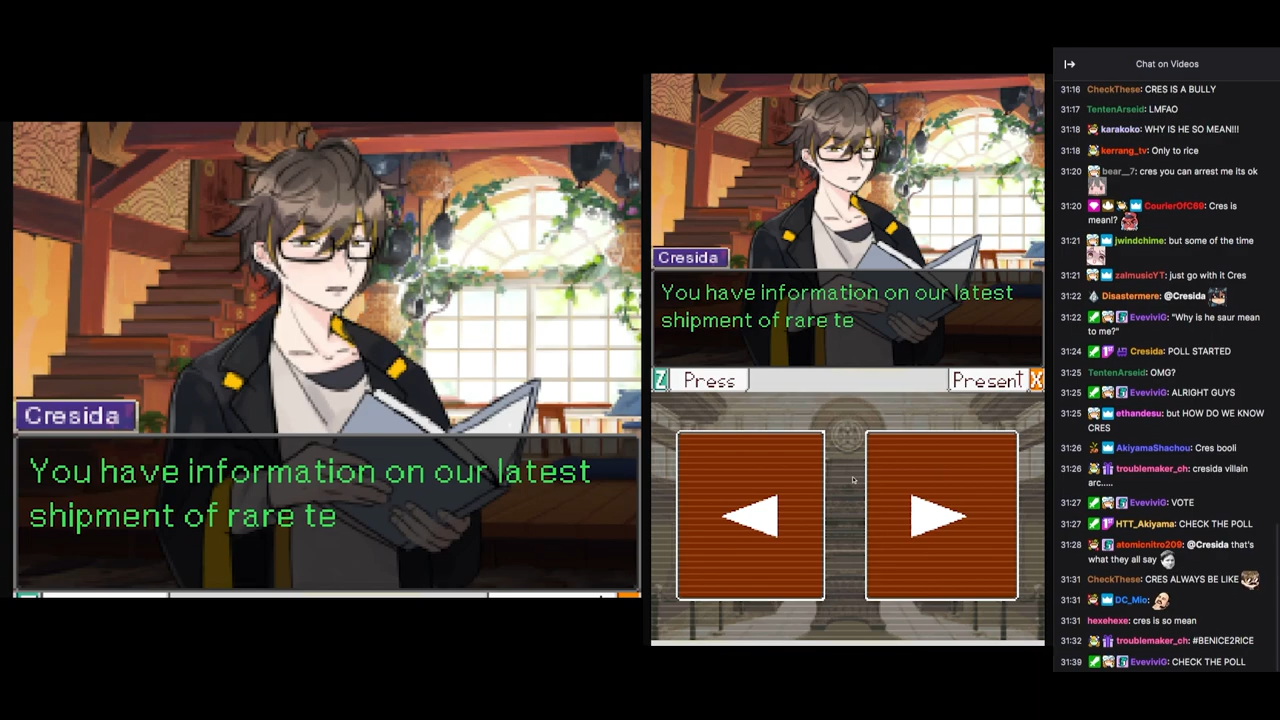 Cresida
You have information on our latest
shipment of rare te
Cresida
You have information on our latest
shipment of rare te
Z Press
Present X
Chat on Videos
31:16 CheckThese: CRES IS A BULLY
31:17 TentenArseid: LMFAO
31:18 karakoko: WHY IS HE SO MEAN!!!
31:18 kerrang_tv: Only to rice
31:20 bear__7: cres you can arrest me its ok
31:20 CourierOfC69: Cres is
mean!?
31:21 jwindchime: but some of the time
31:21 zalmusicYT: just go with it Cres
31:22 Disastermere: @Cresida
31:22 EveviviG: "Why is he saur mean
to me?"
31:24 Cresida: POLL STARTED
31:25 TentenArseid: OMG?
31:25 EveviviG: ALRIGHT GUYS
31:25 ethandesu: but HOW DO WE KNOW
CRES
31:26 AkiyamaShachou: Cres booli
31:26 troublemaker_ch: cresida villain
arc.....
31:27 EveviviG: VOTE
31:27 HTT_Akiyama: CHECK THE POLL
31:28 atomicnitro209: @Cresida that's
what they all say
31:31 CheckThese: CRES ALWAYS BE LIKE
31:31 DC_Mio:
31:31 hexehexe: cres is so mean
31:32 troublemaker_ch: #BENICE2RICE
31:39 EveviviG: CHECK THE POLL